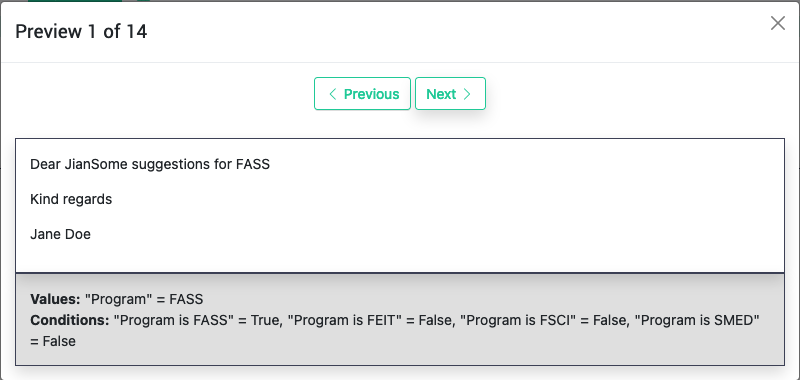 Preview 1 of 14
Previous
Next
Dear JianSome suggestions for FASS
Kind regards
Jane Doe
Values: "Program" = FASS
Conditions: "Program is FASS" = True, "Program is FEIT" = False, "Program is FSCI" = False, "Program is SMED"
= False